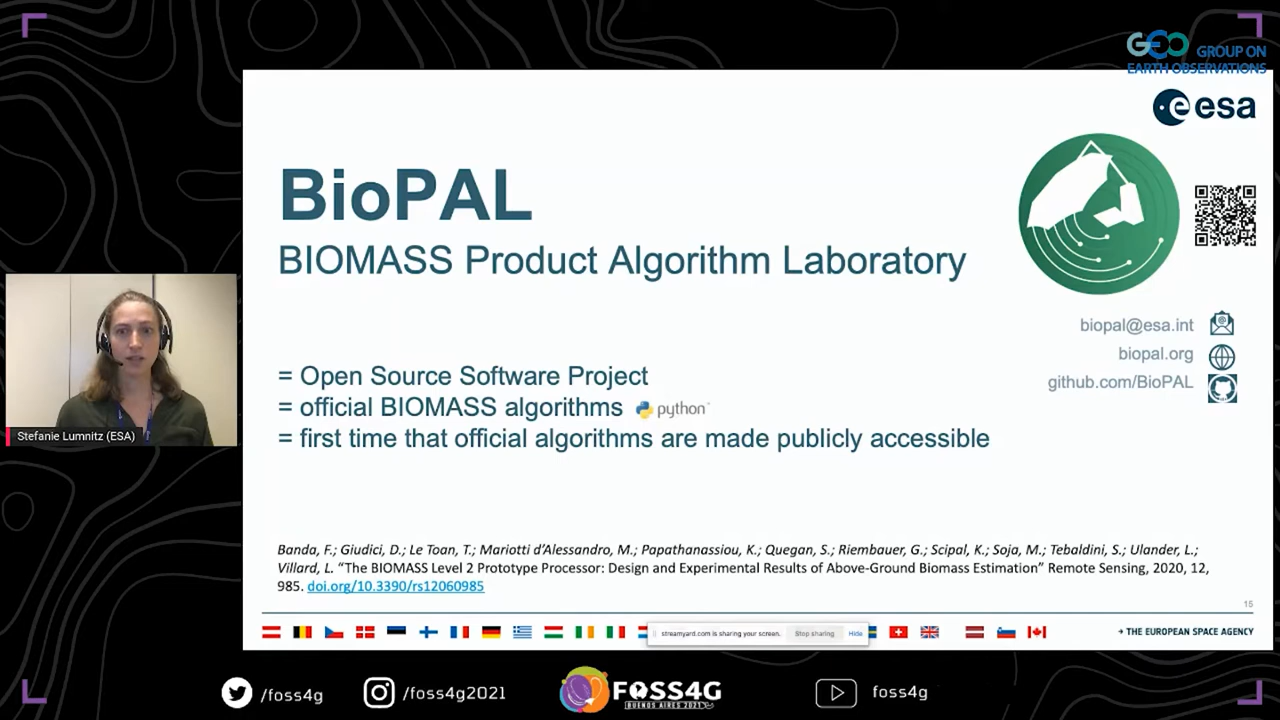 GEO GROUP ON
EARTH OBSERVATIONS
esa
BioPAL
BIOMASS Product Algorithm Laboratory
biopal@esa.int
biopal.org
github.com/BioPAL
= Open Source Software Project
= official BIOMASS algorithms python
= first time that official algorithms are made publicly accessible
Stefanie Lumnitz (ESA)
Banda, F.; Giudici, D.; Le Toan, T.; Mariotti d'Alessandro, M.; Papathanassiou, K.; Quegan, S.; Riembauer, G.; Scipal, K.; Soja, M.; Tebaldini, S.; Ulander, L.;
Villard, L. "The BIOMASS Level 2 Prototype Processor: Design and Experimental Results of Above-Ground Biomass Estimation" Remote Sensing, 2020, 12,
985. doi.org/10.3390/rs12060985
15
streamyard.com is sharing your screen. Stop sharing Hide
→ THE EUROPEAN SPACE AGENCY
/foss4g
/foss4g2021
FOSS4G
BUENOS AIRES 2021
foss4g